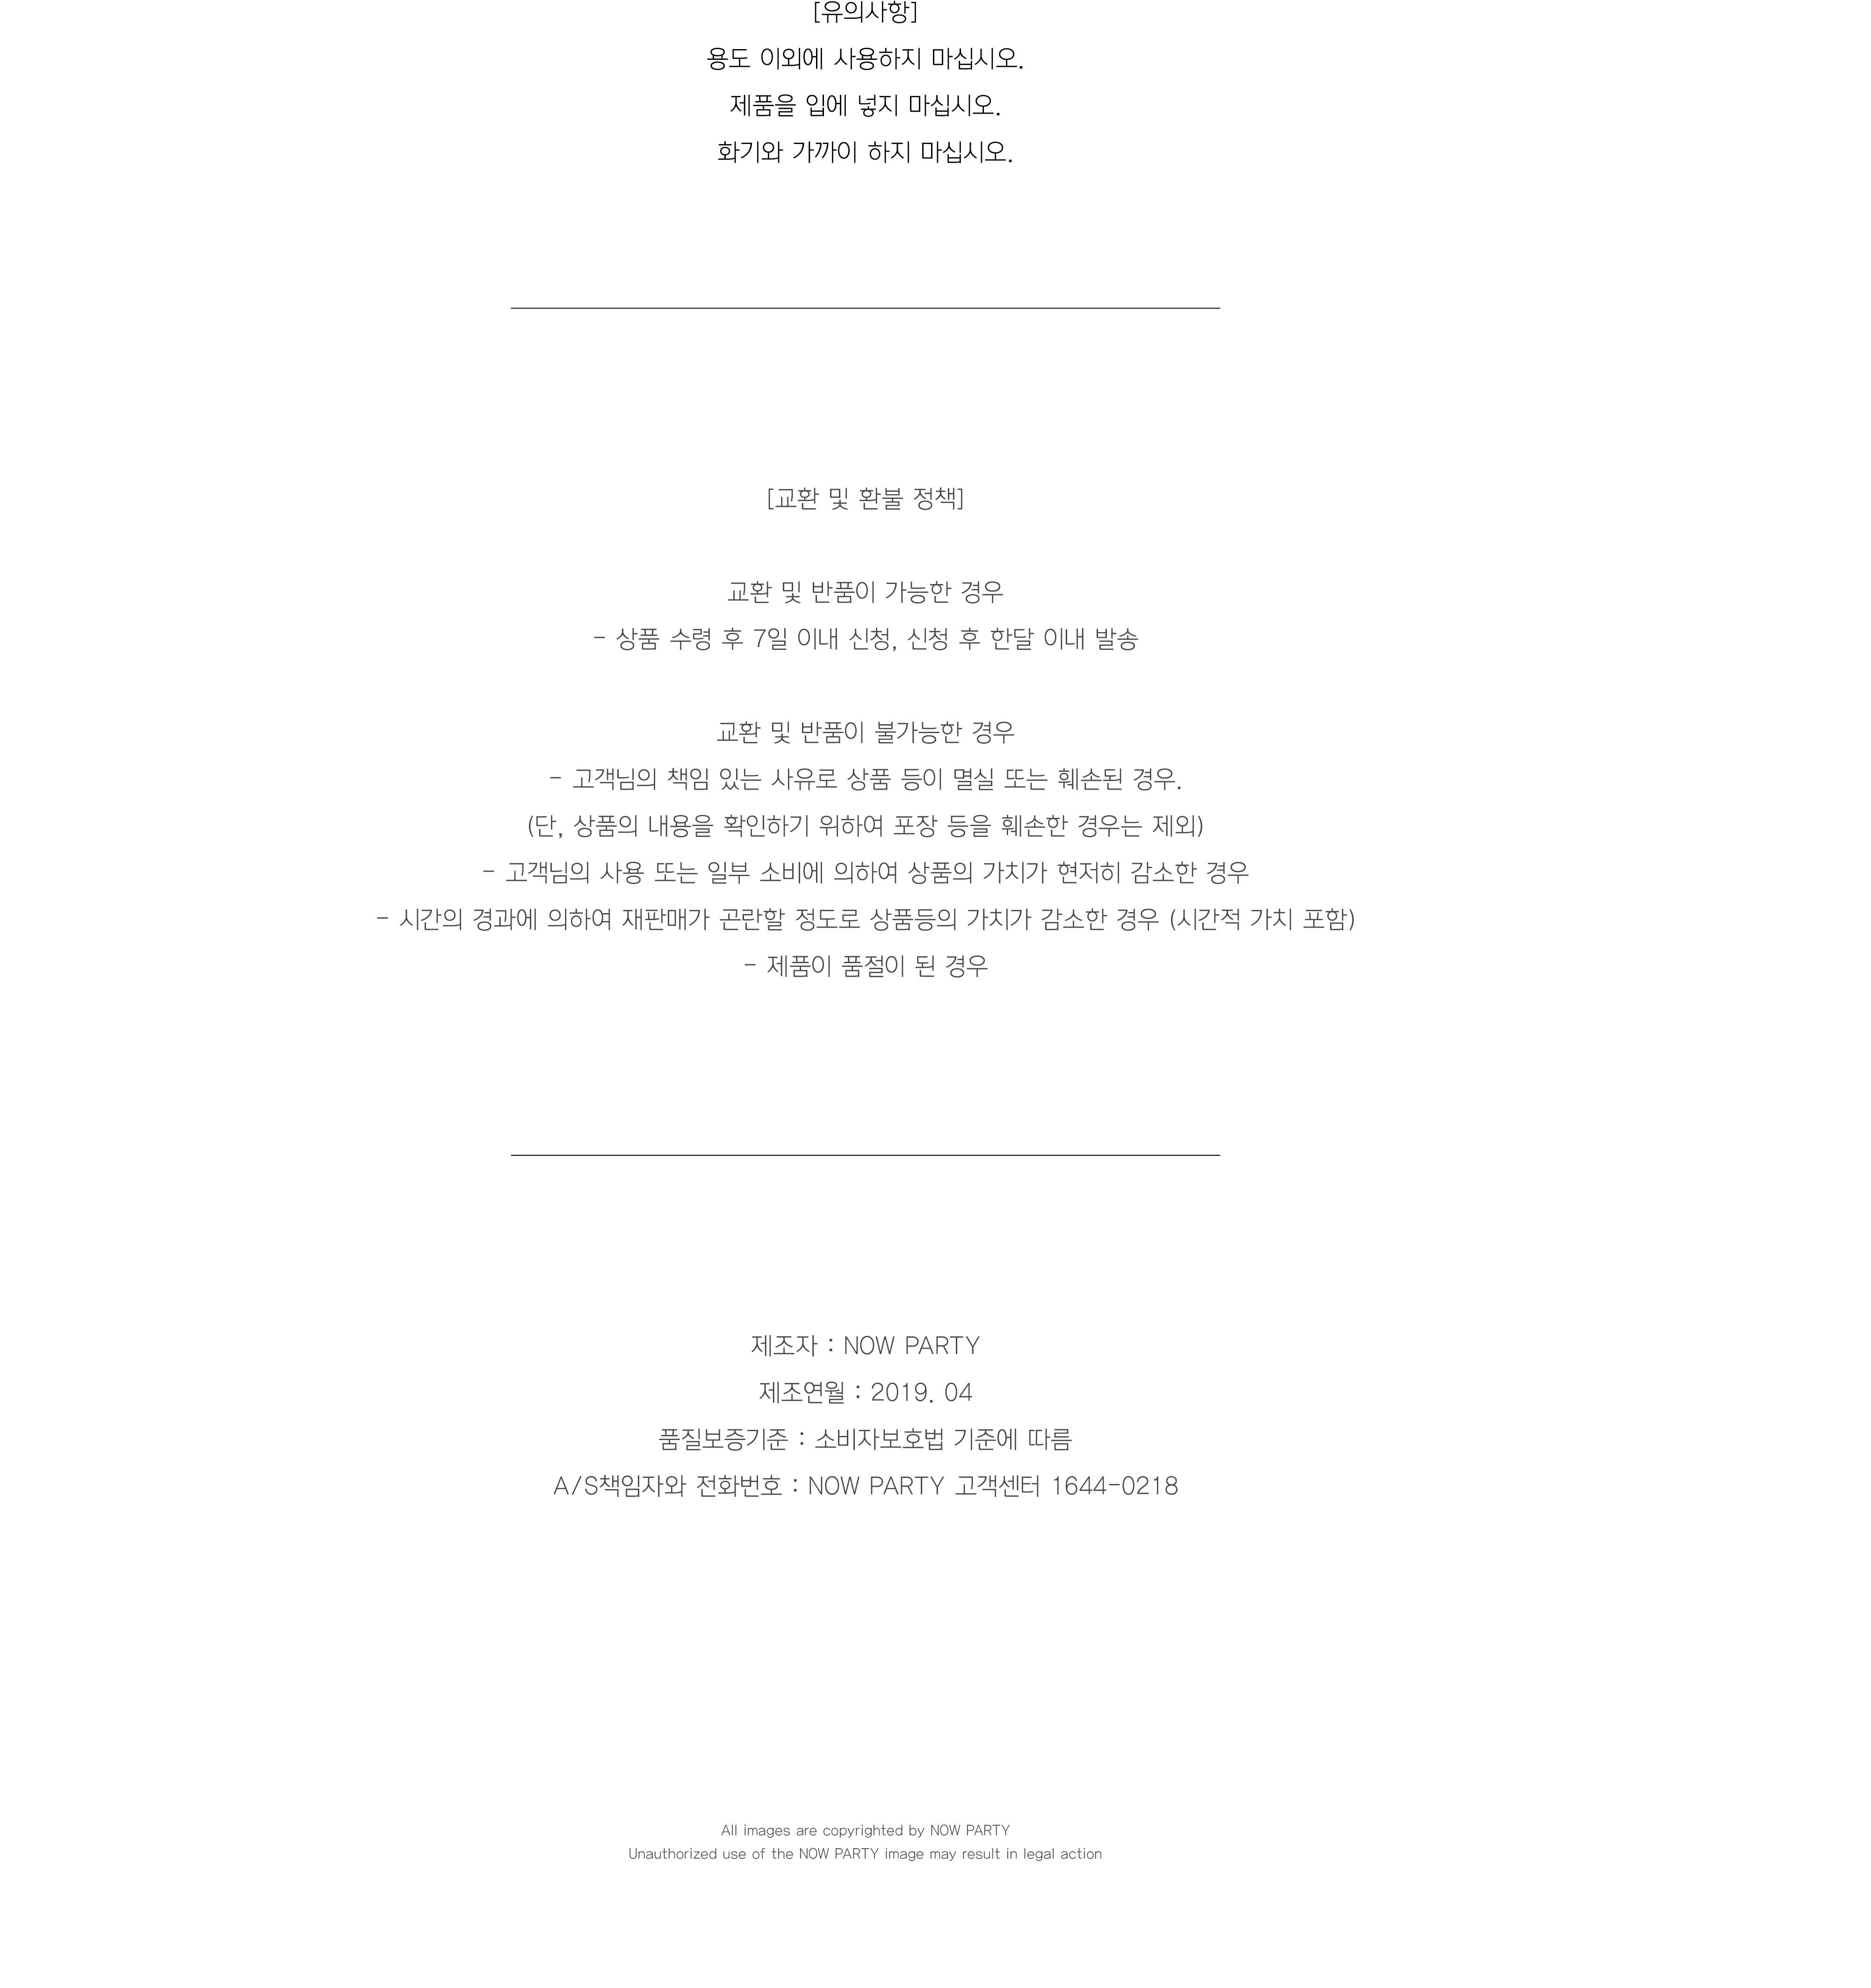 [유의사항]
용도 이외에 사용하지 마십시오.
제품을 입에 넣지 마십시오.
화기와 가까이 하지 마십시오.
[교환 및 환불 정책]
교환 및 반품이 가능한 경우
- 상품 수령 후 7일 이내 신청, 신청 후 한달 이내 발송
교환 및 반품이 불가능한 경우
- 고객님의 책임 있는 사유로 상품 등이 멸실 또는 훼손된 경우.
(단, 상품의 내용을 확인하기 위하여 포장 등을 훼손한 경우는 제외)
- 고객님의 사용 또는 일부 소비에 의하여 상품의 가치가 현저히 감소한 경우
- 시간의 경과에 의하여 재판매가 곤란할 정도로 상품등의 가치가 감소한 경우 (시간적 가치 포함)
- 제품이 품절이 된 경우
제조자 : NOW PARTY
제조연월 : 2019. 04
품질보증기준 : 소비자보호법 기준에 따름
A/S책임자와 전화번호 : NOW PARTY 고객센터 1644-0218
All images are copyrighted by NOW PARTY
Unauthorized use of the NOW PARTY image may result in legal action